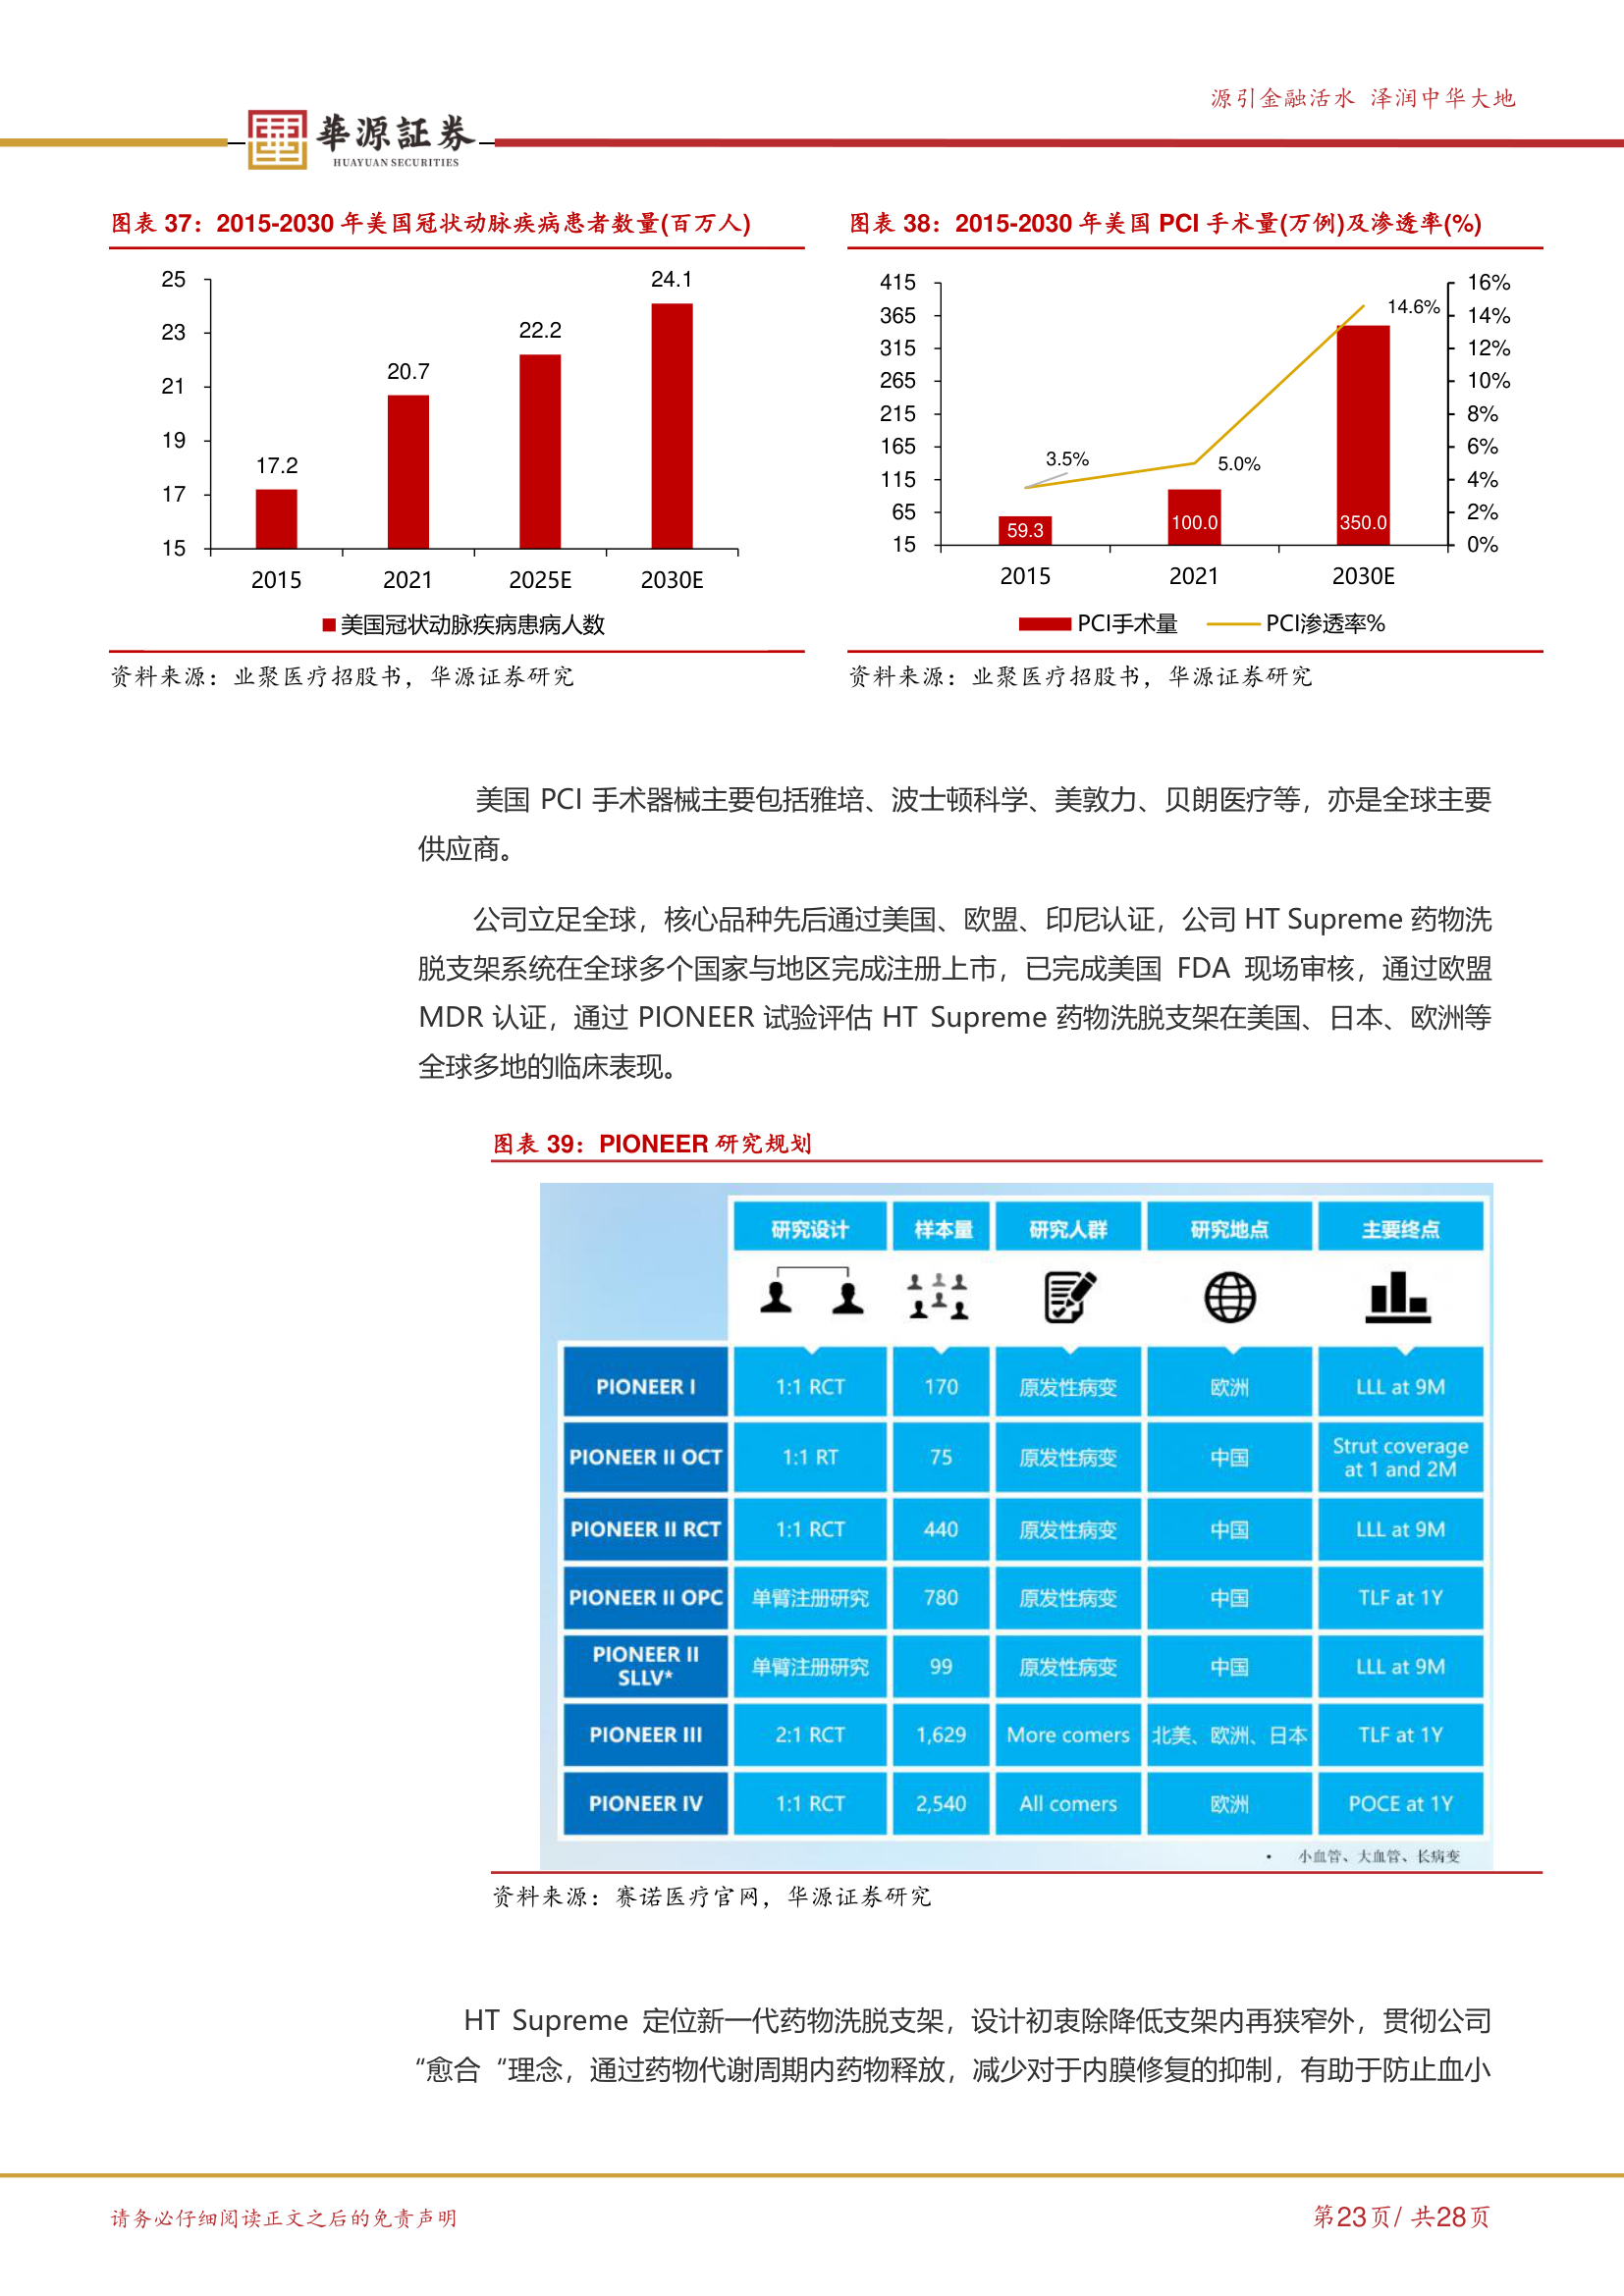 源引金融活水 泽润中华大地
華源証券
HUAYUAN SECURITIES
图表 37：2015-2030 年美国冠状动脉疾病患者数量(百万人)
25
23
21
19
17
15
17.2
20.7
22.2
24.1
2015
2021
2025E
2030E
美国冠状动脉疾病患病人数
资料来源：业聚医疗招股书，华源证券研究
图表 38：2015-2030 年美国 PCI 手术量(万例)及渗透率(%)
415
365
315
265
215
165
115
65
15
16%
14%
12%
10%
8%
6%
4%
2%
0%
3.5%
5.0%
14.6%
59.3
100.0
350.0
2015
2021
2030E
PCI手术量
PCI渗透率%
资料来源：业聚医疗招股书，华源证券研究
美国 PCI 手术器械主要包括雅培、波士顿科学、美敦力、贝朗医疗等，亦是全球主要
供应商。
公司立足全球，核心品种先后通过美国、欧盟、印尼认证，公司 HT Supreme 药物洗
脱支架系统在全球多个国家与地区完成注册上市，已完成美国 FDA 现场审核，通过欧盟
MDR 认证，通过 PIONEER 试验评估 HT Supreme 药物洗脱支架在美国、日本、欧洲等
全球多地的临床表现。
图表 39：PIONEER 研究规划
研究设计 样本量 研究人群 研究地点 主要终点
PIONEER I 1:1 RCT 170 原发性病变 欧洲 LLL at 9M
PIONEER II OCT 1:1 RT 75 原发性病变 中国 Strut coverage
at 1 and 2M
PIONEER II RCT 1:1 RCT 440 原发性病变 中国 LLL at 9M
PIONEER II OPC 单臂注册研究 780 原发性病变 中国 TLF at 1Y
PIONEER II
SLLV* 单臂注册研究 99 原发性病变 中国 LLL at 9M
PIONEER III 2:1 RCT 1,629 More comers 北美、欧洲、日本 TLF at 1Y
PIONEER IV 1:1 RCT 2,540 All comers 欧洲 POCE at 1Y
• 小血管、大血管、长病变
资料来源：赛诺医疗官网，华源证券研究
HT Supreme 定位新一代药物洗脱支架，设计初衷除降低支架内再狭窄外，贯彻公司
“愈合“理念，通过药物代谢周期内药物释放，减少对于内膜修复的抑制，有助于防止血小
请务必仔细阅读正文之后的免责声明
第23页/ 共28页